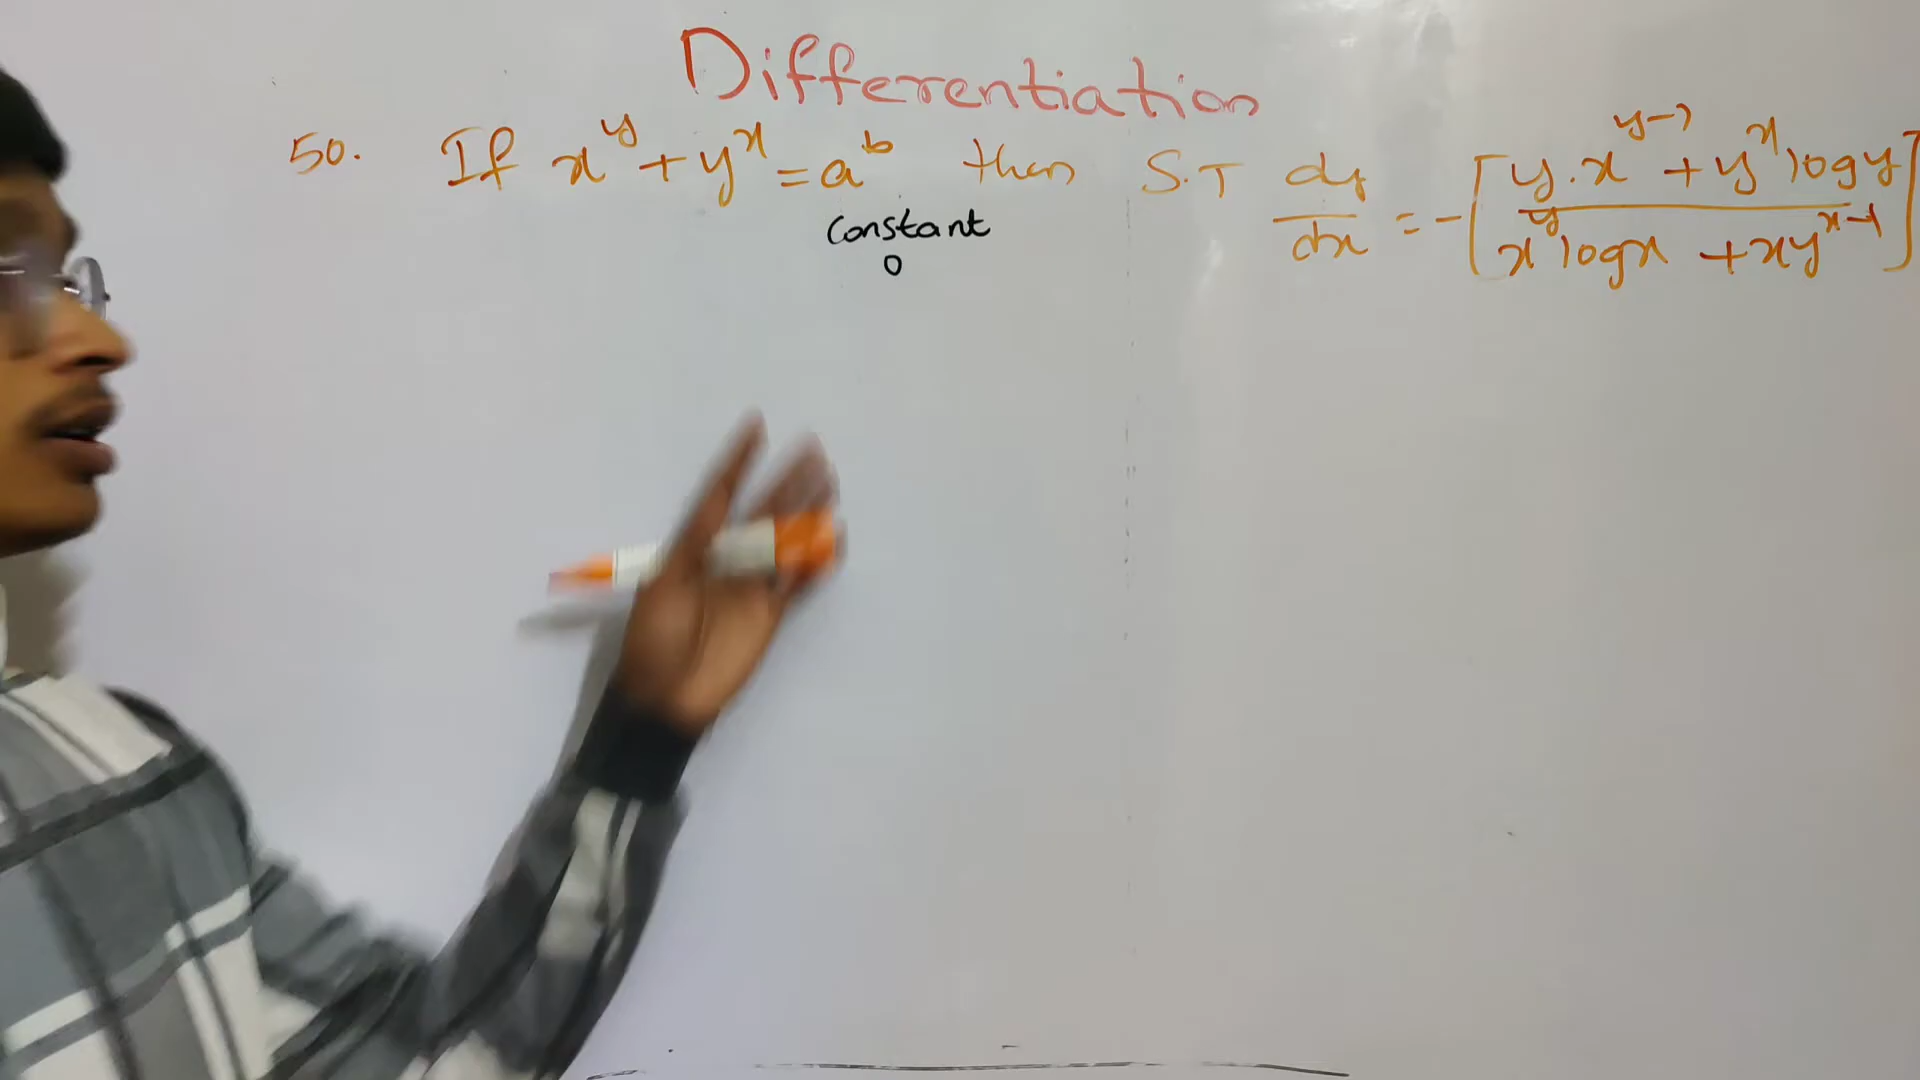 Differentiation
50. If x^y + y^x = a^b then S.T dy/dx = -[y.x^y-1 + y^x log y / x^y log x + xy^x-1]
constant
0